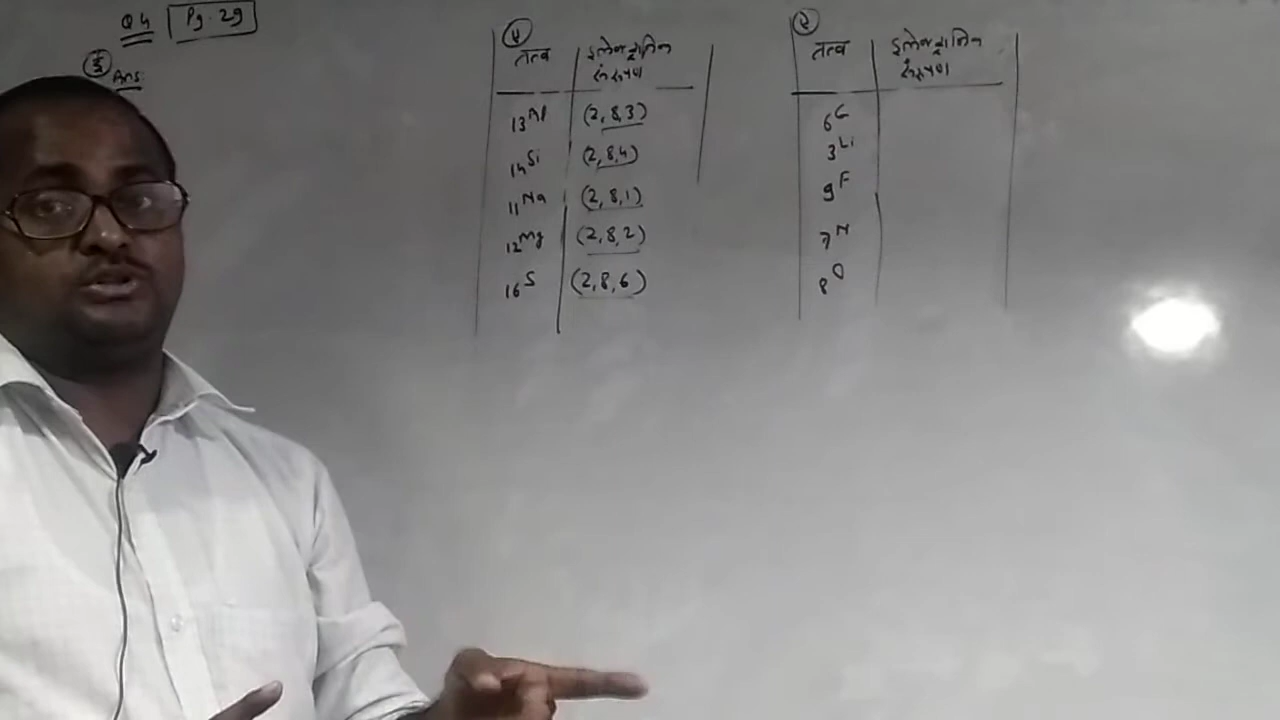 Q4 Pg. 29
ई
Ans
ए
तत्व इलेक्ट्रानिक
संरूपण
13Al (2,8,3)
14Si (2,8,4)
11Na (2,8,1)
12Mg (2,8,2)
16S (2,8,6)
ऐ
तत्व इलेक्ट्रानिक
संरूपण
6C
3Li
9F
7N
8O